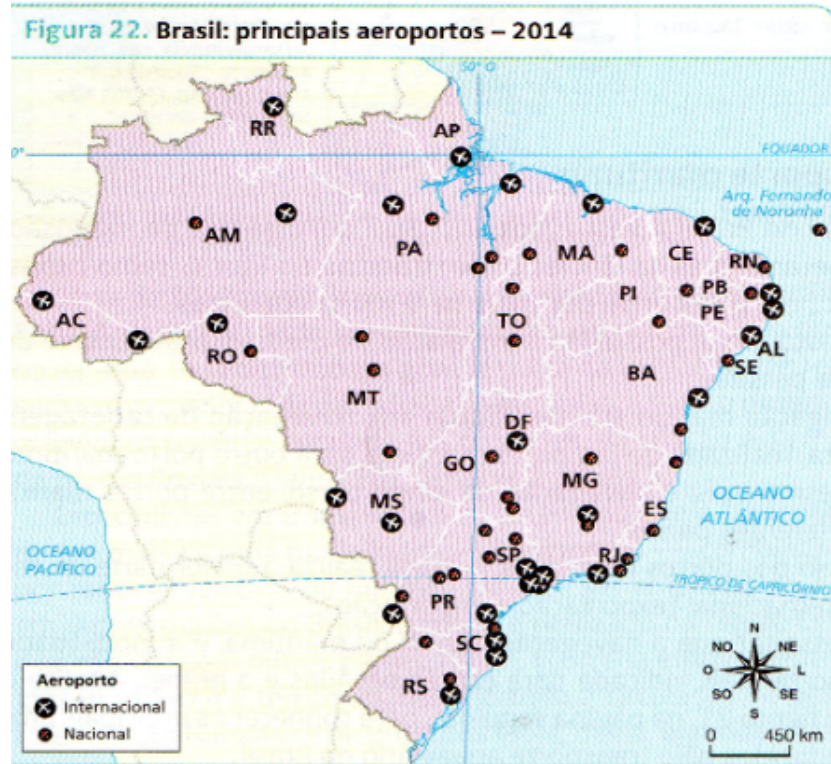 Figura 22. Brasil: principais aeroportos – 2014
50° O
RR
AP
0°
EQUADOR
Arq. Fernando
de Noronha
AM
PA
MA
CE
RN
PI
PB
PE
AC
TO
RO
AL
SE
BA
MT
DF
GO
MG
MS
ES
OCEANO
ATLÂNTICO
OCEANO
PACÍFICO
SP
RJ
TRÓPICO DE CAPRICÓRNIO
PR
SC
RS
N
NO
NE
O
L
SO
SE
S
Aeroporto
Internacional
Nacional
0
450 km